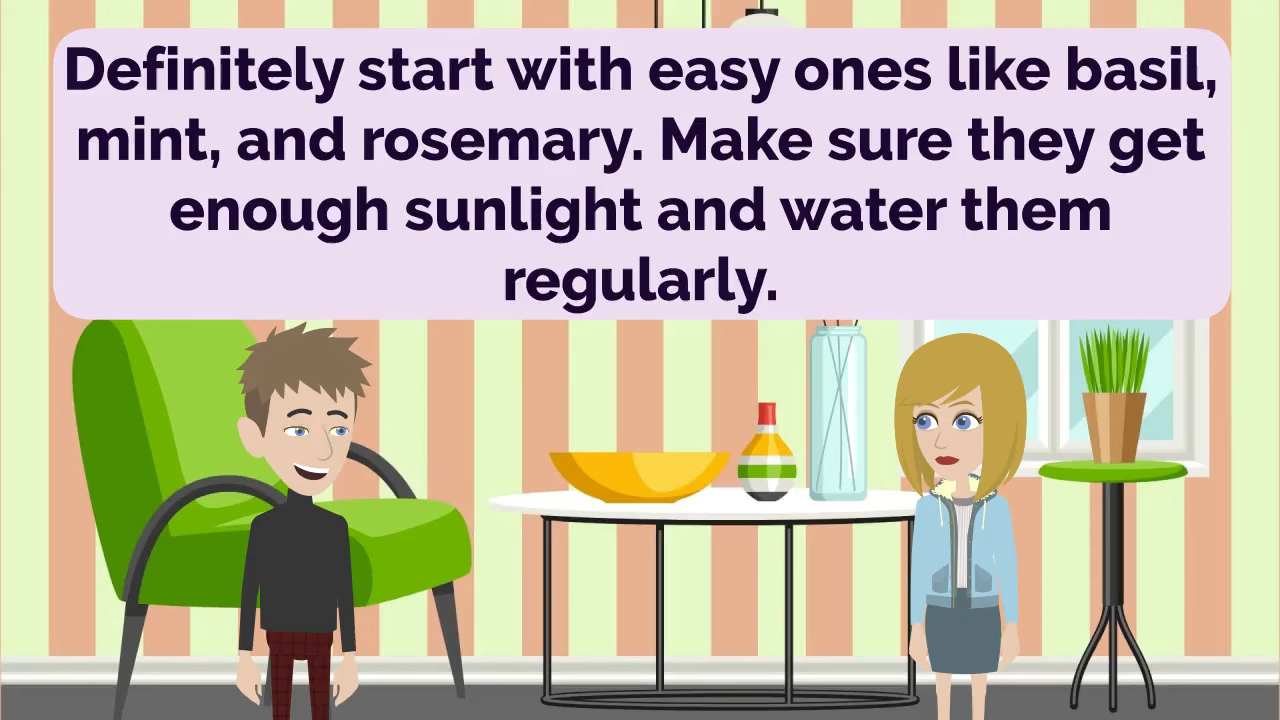 Definitely start with easy ones like basil,
mint, and rosemary. Make sure they get
enough sunlight and water them
regularly.